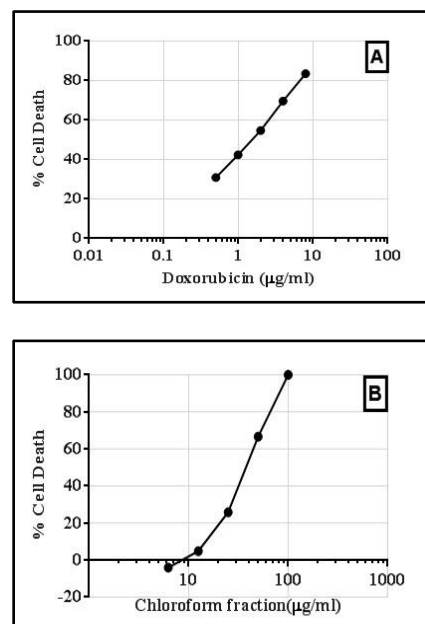 100
A
80
60
% Cell Death
40
20
0
0.01 0.1 1 10 100
Doxorubicin (μg/ml)
100
B
80
60
% Cell Death
40
20
0
10 100 1000
-20
Chloroform fraction(μg/ml)